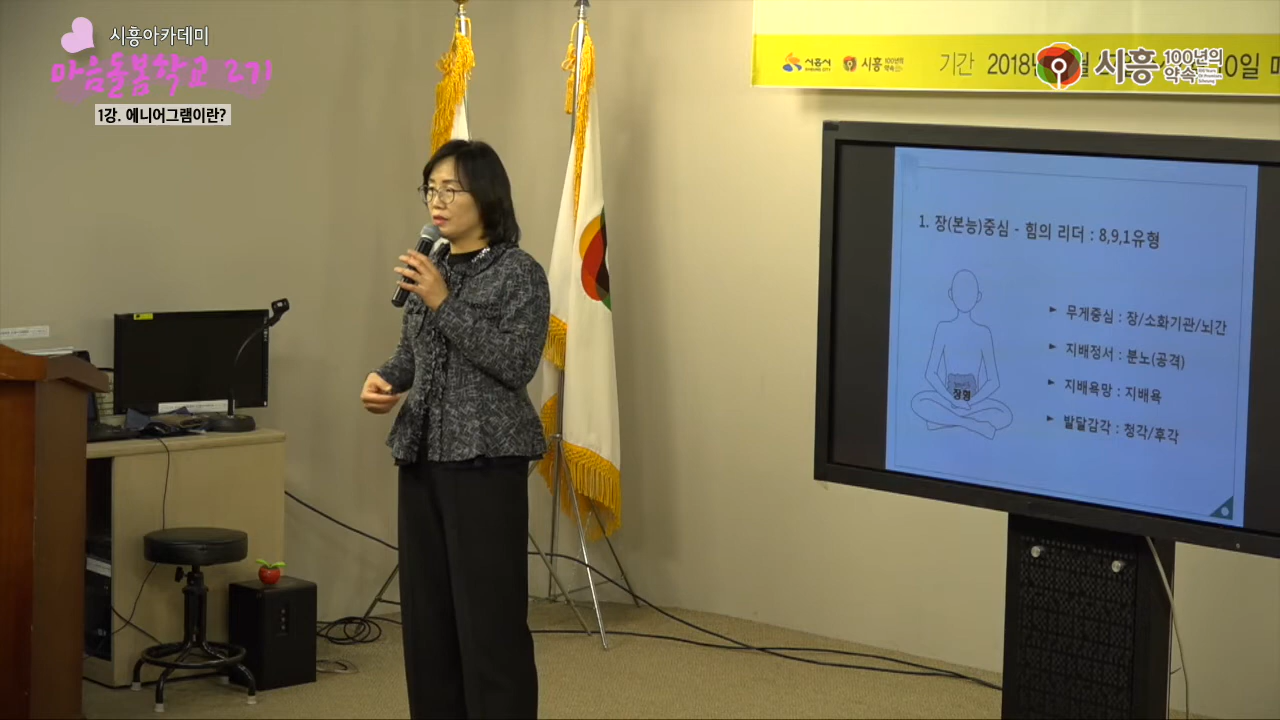 시흥아카데미
마음돌봄학교 2기
1강. 에니어그램이란?
시흥시
시흥 100년의
기간 2018년
10일
시흥 100년의
약속
1. 장(본능)중심 - 힘의 리더 : 8,9,1유형
► 무게중심 : 장/소화기관/뇌간
► 지배정서 : 분노(공격)
► 지배욕망 : 지배욕
► 발달감각 : 청각/후각
장형